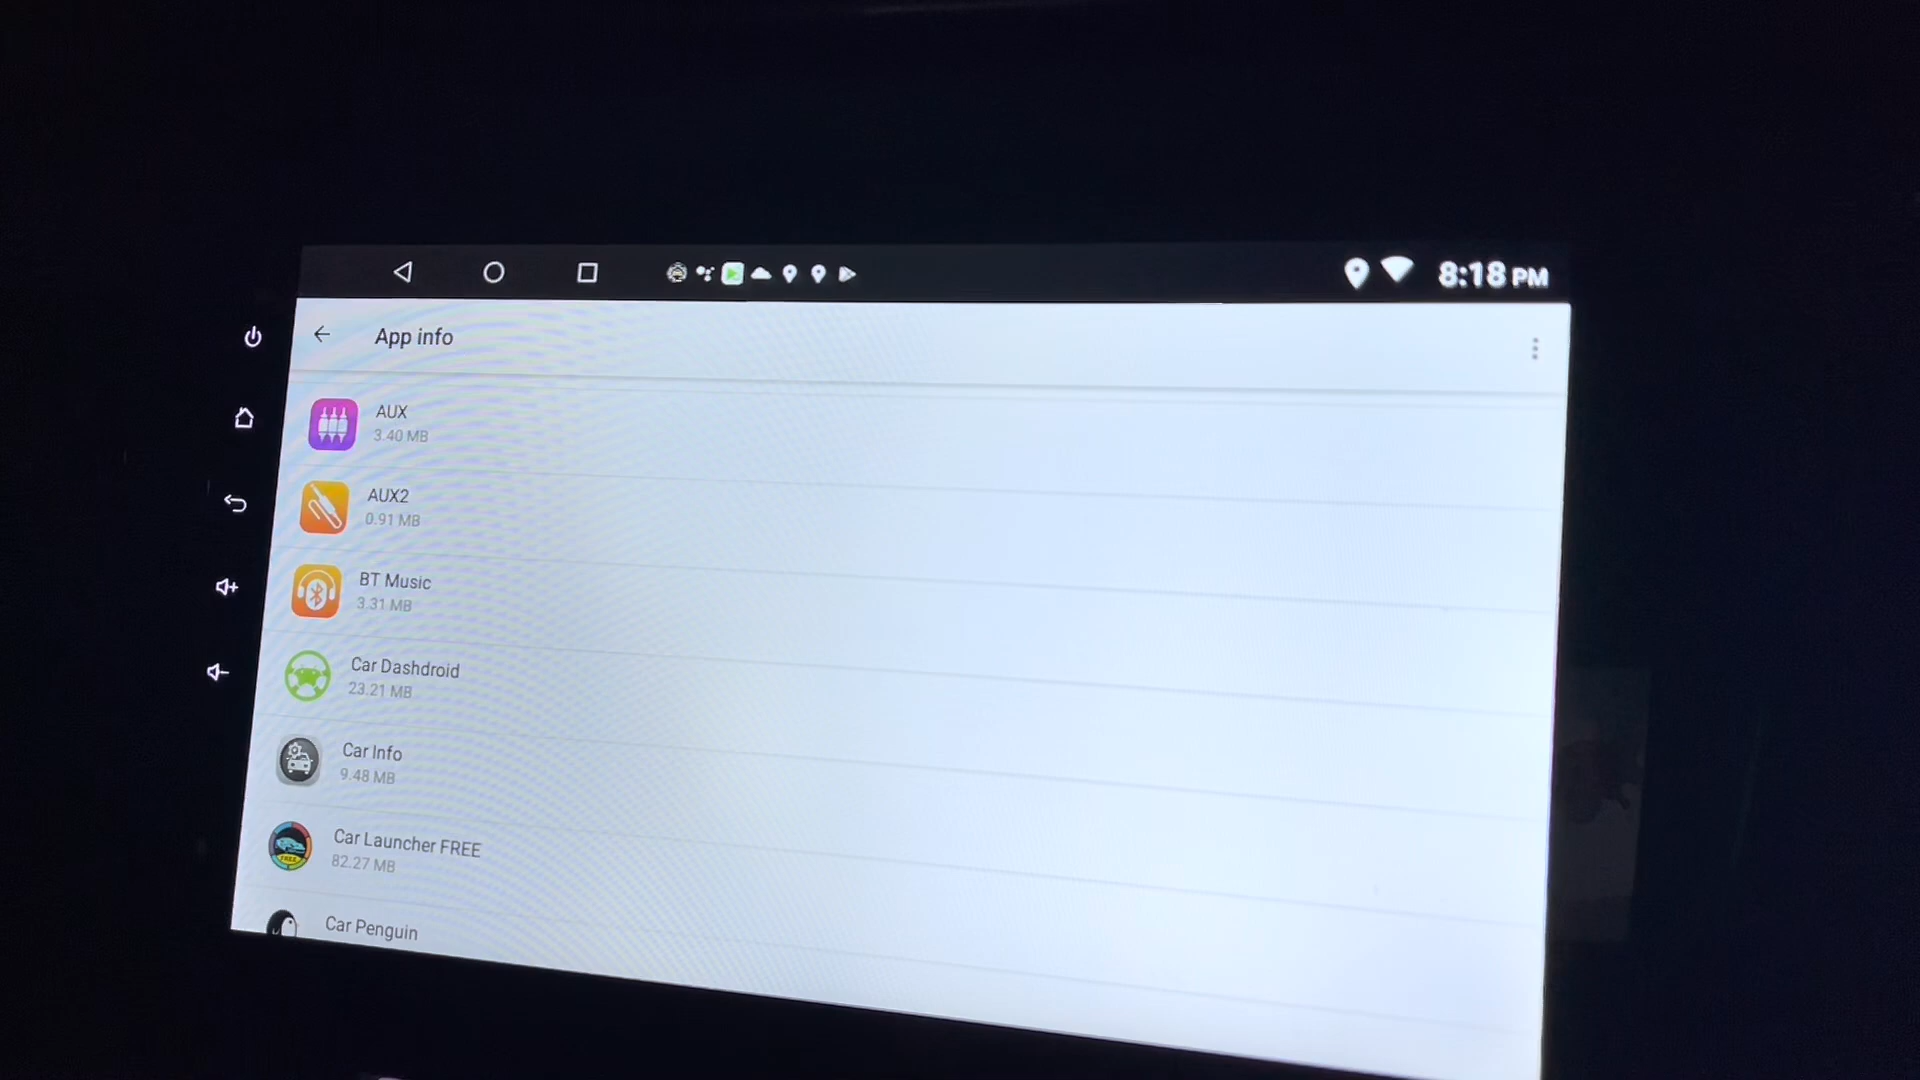 8:18 PM
App info
AUX
3.40 MB
AUX2
0.91 MB
BT Music
3.31 MB
Car Dashdroid
23.21 MB
Car Info
9.48 MB
Car Launcher FREE
82.27 MB
FREE
Car Penguin